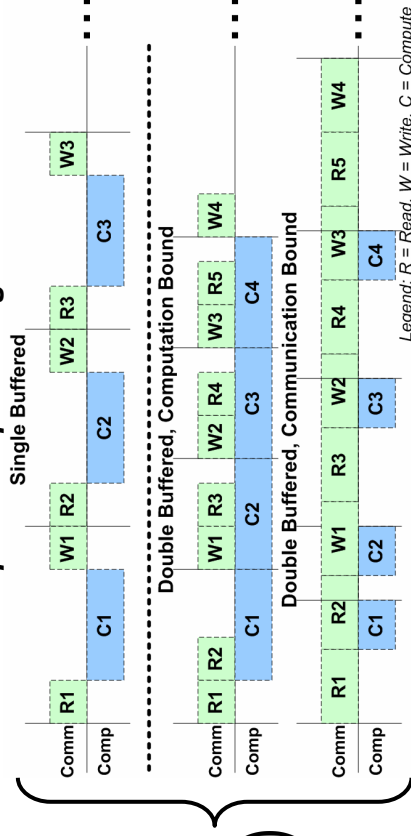 Single Buffered
Comm R1 W1 R2 W2 R3 W3
Comp C1 C2 C3
Double Buffered, Computation Bound
Comm R1 R2 W1 R3 W2 R4 W3 R5 W4
Comp C1 C2 C3 C4
Double Buffered, Communication Bound
Comm R1 R2 W1 R3 W2 R4 W3 R5 W4
Comp C1 C2 C3 C4
Legend: R = Read, W = Write, C = Compute